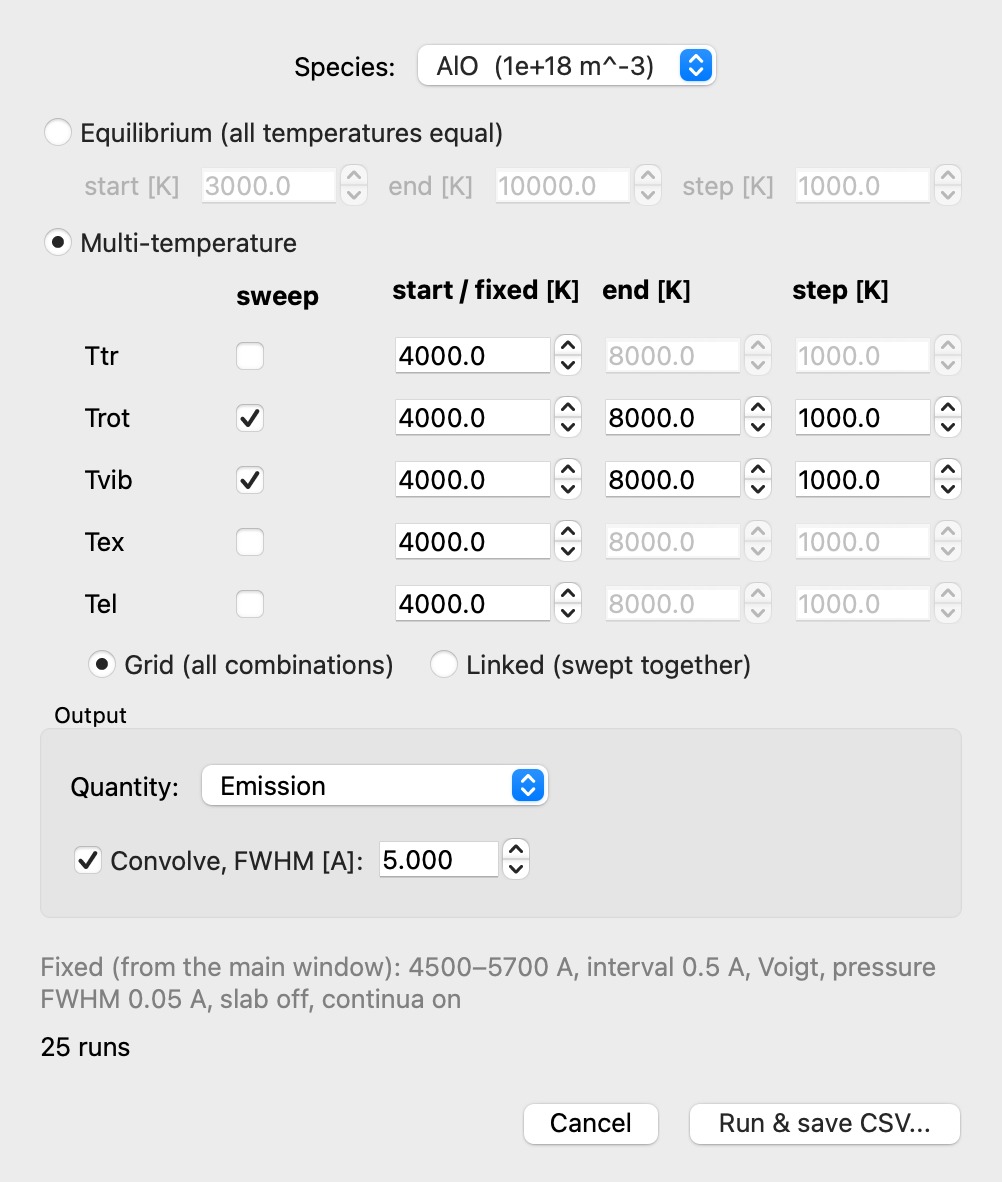 Species: AlO (1e+18 m^-3)
Equilibrium (all temperatures equal)
start [K] 3000.0 end [K] 10000.0 step [K] 1000.0
Multi-temperature
sweep start / fixed [K] end [K] step [K]
Ttr 4000.0 8000.0 1000.0
Trot 4000.0 8000.0 1000.0
Tvib 4000.0 8000.0 1000.0
Tex 4000.0 8000.0 1000.0
Tel 4000.0 8000.0 1000.0
Grid (all combinations) Linked (swept together)
Output
Quantity: Emission
Convolve, FWHM [A]: 5.000
Fixed (from the main window): 4500–5700 A, interval 0.5 A, Voigt, pressure
FWHM 0.05 A, slab off, continua on
25 runs
Cancel Run & save CSV...